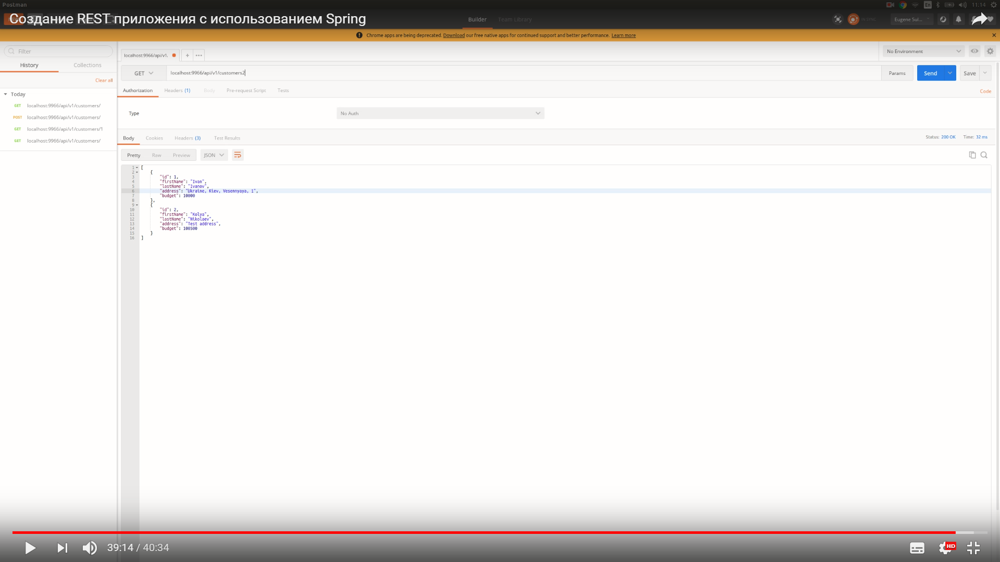 Postman
En
11:14
Создание REST приложения с использованием Spring
Builder
Team Library
IN SYNC
Eugene Sul...
Chrome apps are being deprecated. Download our free native apps for continued support and better performance. Learn more
Filter
History
Collections
Clear all
Today
GET localhost:9966/api/v1/customers/
POST localhost:9966/api/v1/customers/
GET localhost:9966/api/v1/customers/1
GET localhost:9966/api/v1/customers/
localhost:9966/api/v1.
+
No Environment
GET
localhost:9966/api/v1/customers2
Params
Send
Save
Authorization
Headers (1)
Body
Pre-request Script
Tests
Code
Type
No Auth
Body
Cookies
Headers (3)
Test Results
Status: 200 OK
Time: 32 ms
Pretty
Raw
Preview
JSON
1 [
2 {
3 "id": 1,
4 "firstName": "Ivan",
5 "lastName": "Ivanov",
6 "address": "Ukraine, Kiev, Vesennyaya, 1",
7 "budget": 10000
8 },
9 {
10 "id": 2,
11 "firstName": "Kolya",
12 "lastName": "Nikolaev",
13 "address": "Test address",
14 "budget": 100500
15 }
16 ]
39:14 / 40:34
HD